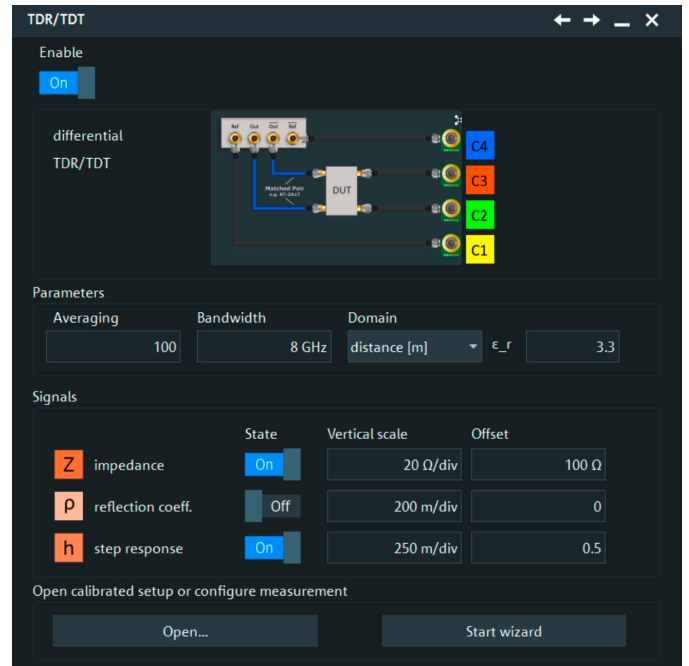 TDR/TDT
Enable
On
differential
TDR/TDT
Ref Out Out Ref
Matched Pair
e.g. RT-ZA17
DUT
C4
C3
C2
C1
Parameters
Averaging Bandwidth Domain
100 8 GHz distance [m] ε_r 3.3
Signals
State Vertical scale Offset
Z impedance On 20 Ω/div 100 Ω
ρ reflection coeff. Off 200 m/div 0
h step response On 250 m/div 0.5
Open calibrated setup or configure measurement
Open... Start wizard